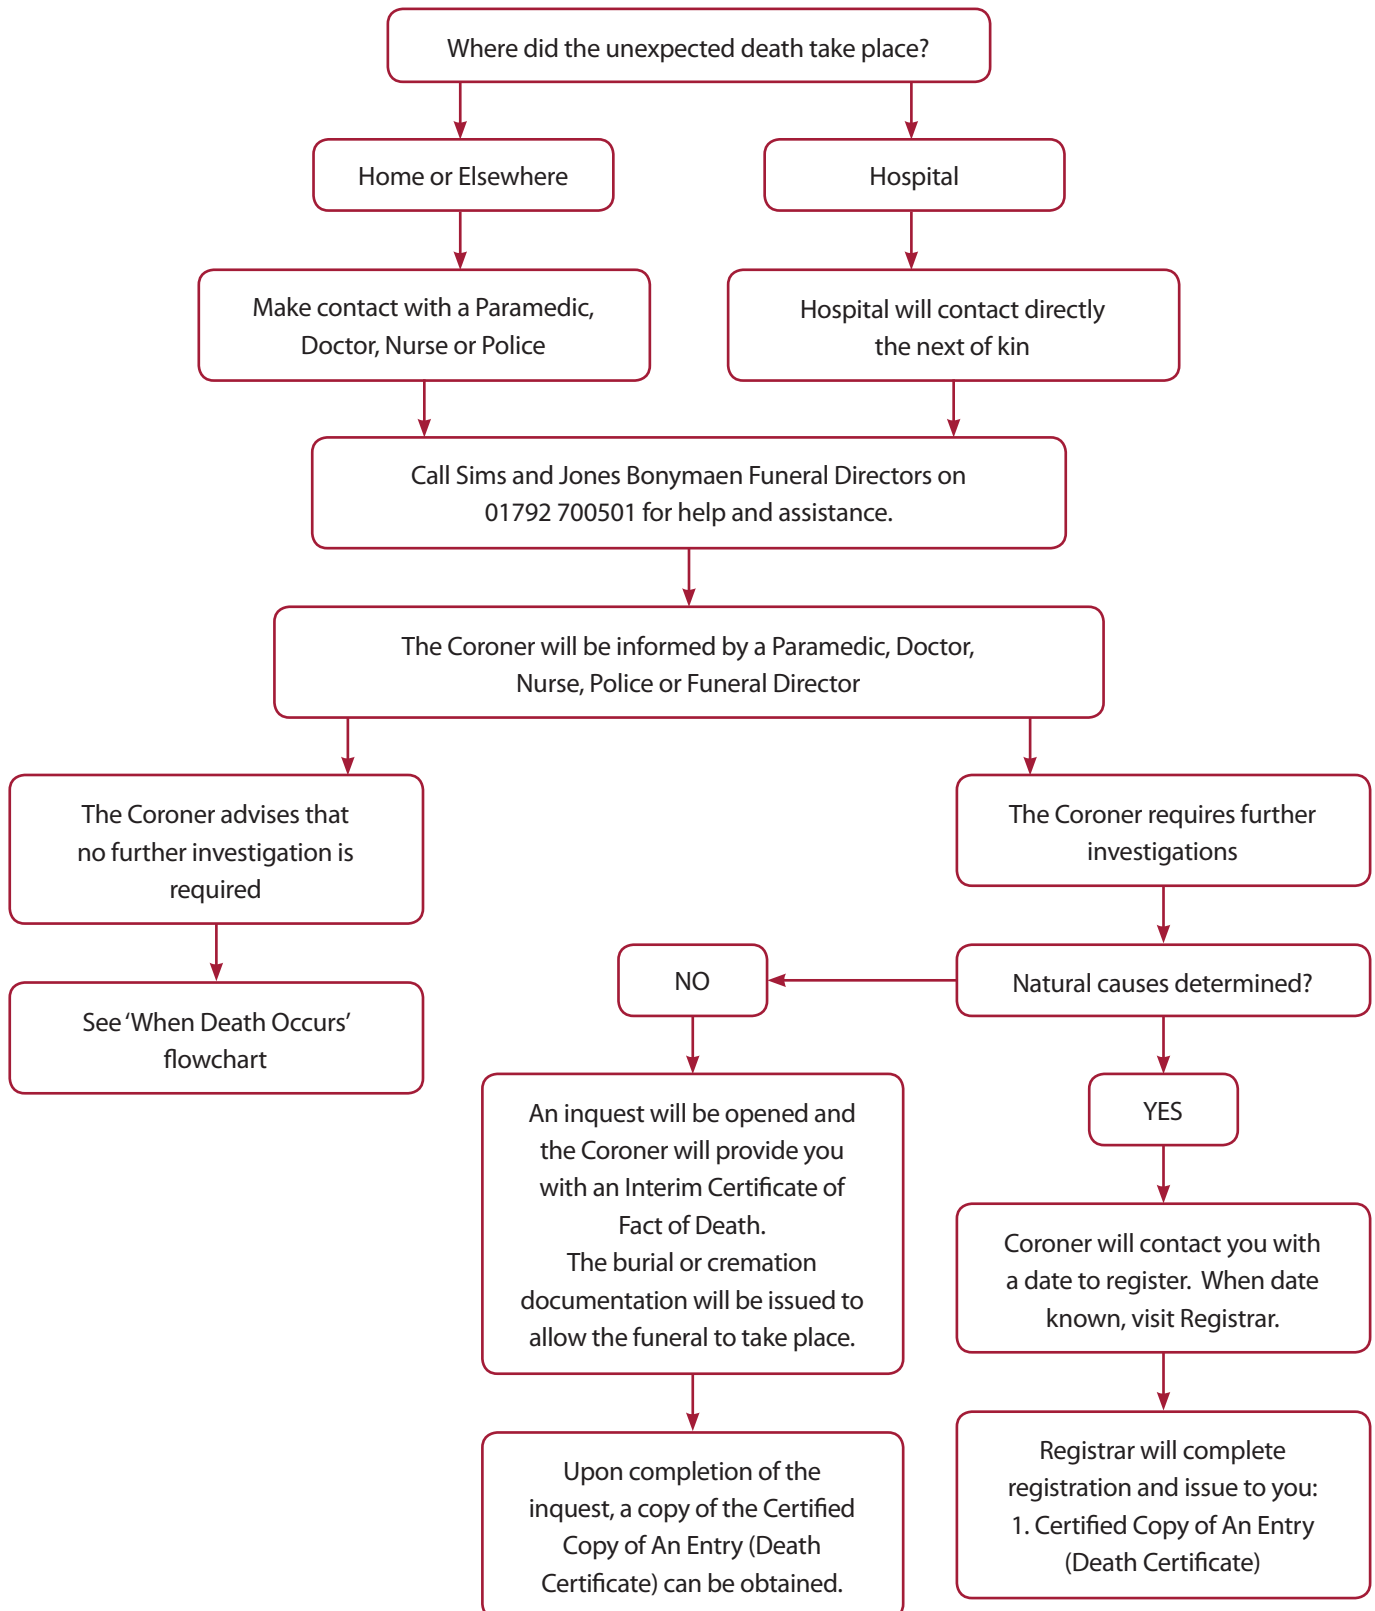 Where did the unexpected death take place?
Home or Elsewhere
Hospital
Make contact with a Paramedic,
Doctor, Nurse or Police
Hospital will contact directly
the next of kin
Call Sims and Jones Bonymaen Funeral Directors on
01792 700501 for help and assistance.
The Coroner will be informed by a Paramedic, Doctor,
Nurse, Police or Funeral Director
The Coroner advises that
no further investigation is
required
The Coroner requires further
investigations
See ‘When Death Occurs’
flowchart
NO
Natural causes determined?
An inquest will be opened and
the Coroner will provide you
with an Interim Certificate of
Fact of Death.
The burial or cremation
documentation will be issued to
allow the funeral to take place.
YES
Coroner will contact you with
a date to register.  When date
known, visit Registrar.
Upon completion of the
inquest, a copy of the Certified
Copy of An Entry (Death
Certificate) can be obtained.
Registrar will complete
registration and issue to you:
1. Certified Copy of An Entry
(Death Certificate)